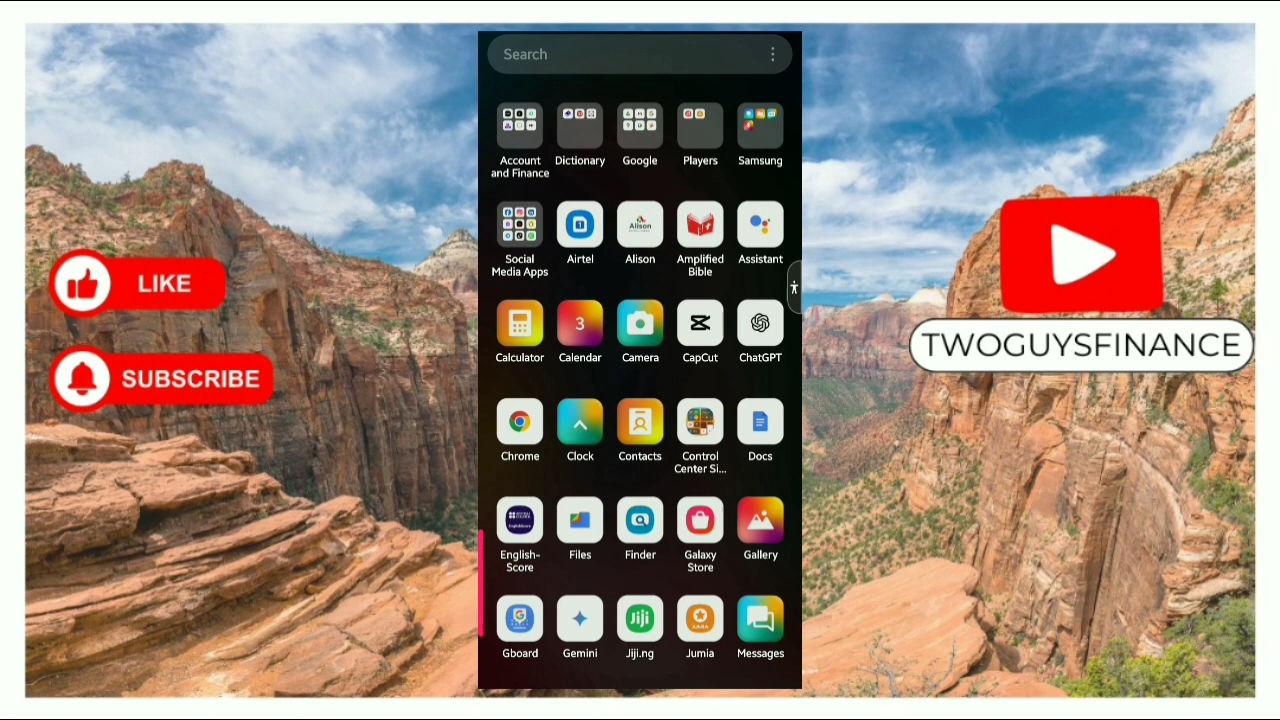 Search
Account
and Finance
Dictionary
Google
Players
Samsung
Social
Media Apps
Airtel
Alison
Alison
Amplified
Bible
Assistant
LIKE
SUBSCRIBE
TWOGUYSFINANCE
3
Calculator
Calendar
Camera
CapCut
ChatGPT
Chrome
Clock
Contacts
Control
Center Si...
Docs
English-
Score
Files
Finder
Galaxy
Store
Gallery
Jiji
Gboard
Gemini
Jiji.ng
Jumia
Messages